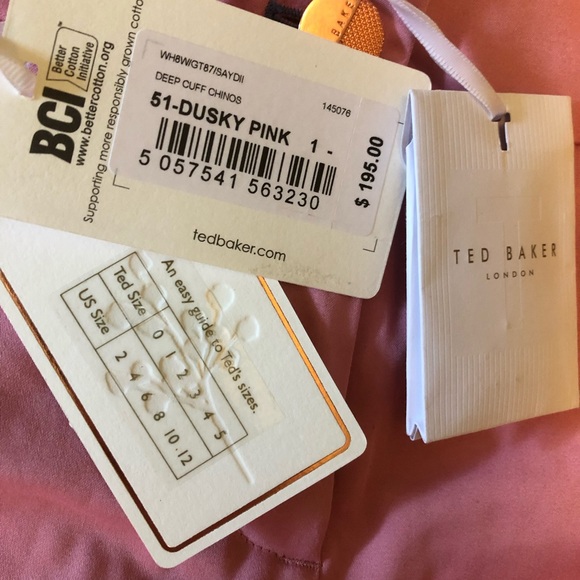 BAKE
BCI
Better
Cotton
Initiative
www.bettercotton.org
Supporting more responsibly grown cotton
WH8W/GT87/SAYDII
DEEP CUFF CHINOS
145076
51-DUSKY PINK 1 -
5 057541 563230
$ 195.00
tedbaker.com
TED BAKER
LONDON
An easy guide to Ted's sizes.
Ted Size 0 1 2 3 4 5
US Size 2 4 6 8 10 12